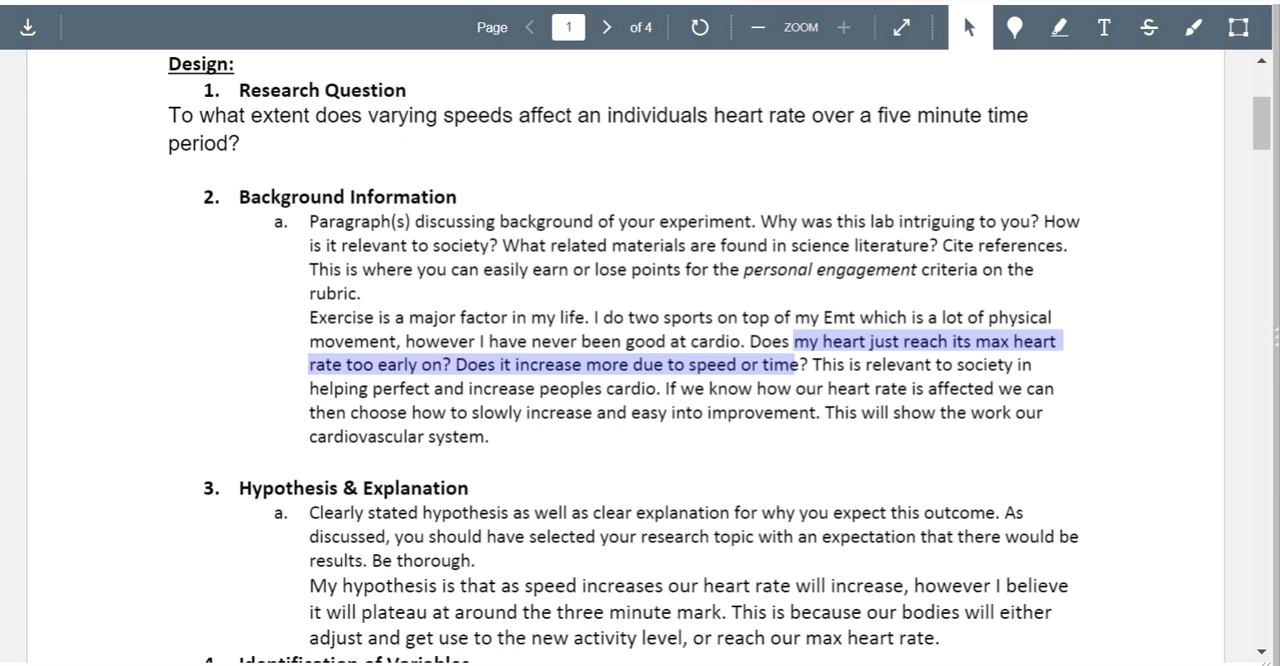 Page 1 of 4 ZOOM T S
Design:
1. Research Question
To what extent does varying speeds affect an individuals heart rate over a five minute time
period?
2. Background Information
a. Paragraph(s) discussing background of your experiment. Why was this lab intriguing to you? How
is it relevant to society? What related materials are found in science literature? Cite references.
This is where you can easily earn or lose points for the personal engagement criteria on the
rubric.
Exercise is a major factor in my life. I do two sports on top of my Emt which is a lot of physical
movement, however I have never been good at cardio. Does my heart just reach its max heart
rate too early on? Does it increase more due to speed or time? This is relevant to society in
helping perfect and increase peoples cardio. If we know how our heart rate is affected we can
then choose how to slowly increase and easy into improvement. This will show the work our
cardiovascular system.
3. Hypothesis & Explanation
a. Clearly stated hypothesis as well as clear explanation for why you expect this outcome. As
discussed, you should have selected your research topic with an expectation that there would be
results. Be thorough.
My hypothesis is that as speed increases our heart rate will increase, however I believe
it will plateau at around the three minute mark. This is because our bodies will either
adjust and get use to the new activity level, or reach our max heart rate.
4. Identification of Variables